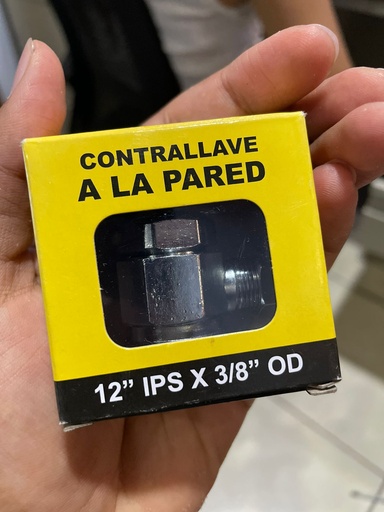 CONTRALLAVE
A LA PARED
12” IPS X 3/8” OD